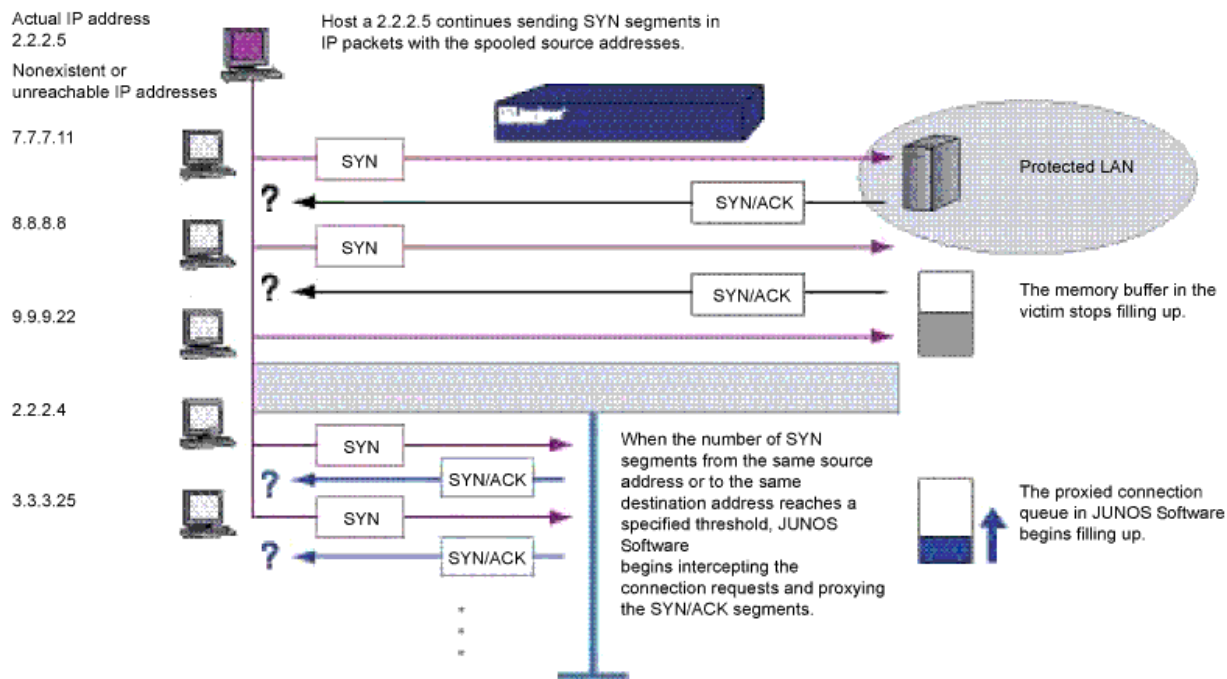 Actual IP address
2.2.2.5
Host a 2.2.2.5 continues sending SYN segments in
IP packets with the spooled source addresses.
Nonexistent or
unreachable IP addresses
7.7.7.11
SYN
Protected LAN
?
SYN/ACK
8.8.8.8
SYN
?
SYN/ACK
The memory buffer in the
victim stops filling up.
9.9.9.22
2.2.2.4
SYN
When the number of SYN
segments from the same source
address or to the same
destination address reaches a
specified threshold, JUNOS
Software
begins intercepting the
connection requests and proxying
the SYN/ACK segments.
?
SYN/ACK
3.3.3.25
SYN
The proxied connection
queue in JUNOS Software
begins filling up.
?
SYN/ACK